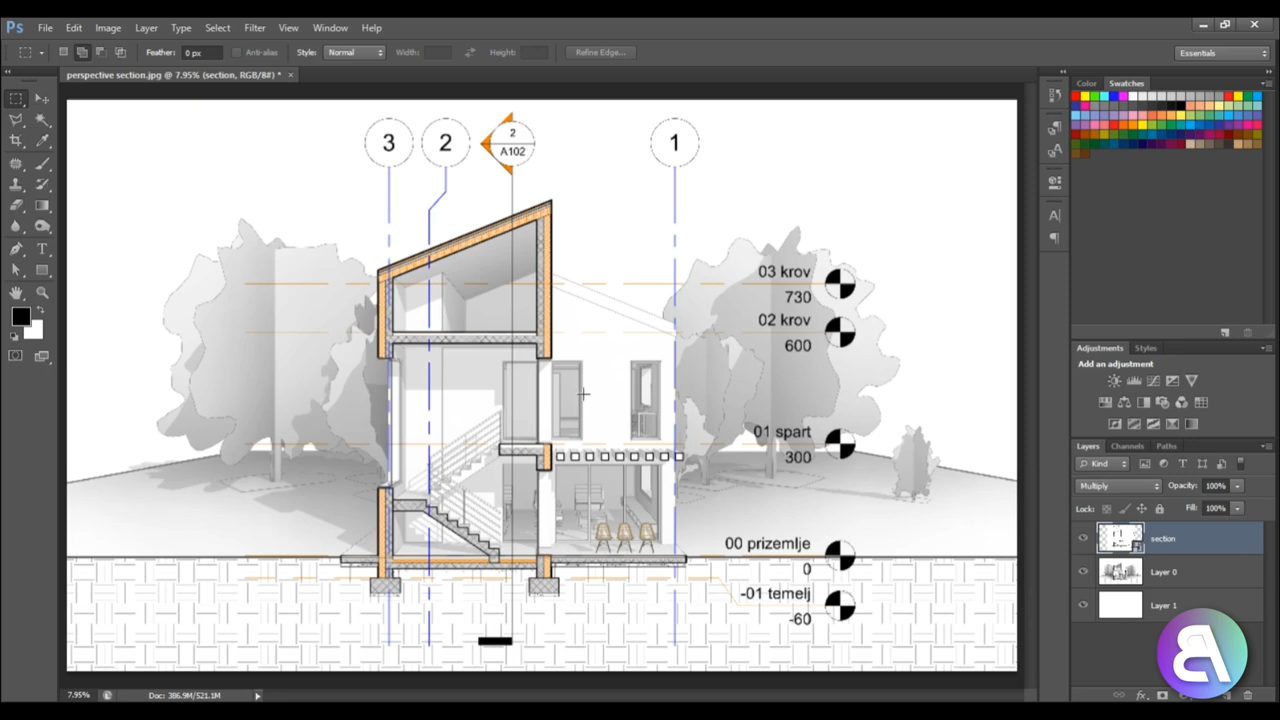 Ps File Edit Image Layer Type Select Filter View Window Help
Feather: 0 px Anti-alias Style: Normal Width: Height: Refine Edge... Essentials
perspective section.jpg @ 7.95% (section, RGB/8#) * ×
Color Swatches
3 2 2 1
A102
03 krov
730
02 krov
600
01 spart
300
00 prizemlje
0
-01 temelj
-60
Adjustments Styles
Add an adjustment
Layers Channels Paths
Kind
Multiply Opacity: 100%
Lock: Fill: 100%
section
Layer 0
Layer 1
fx
7.95% Doc: 386.9M/521.1M